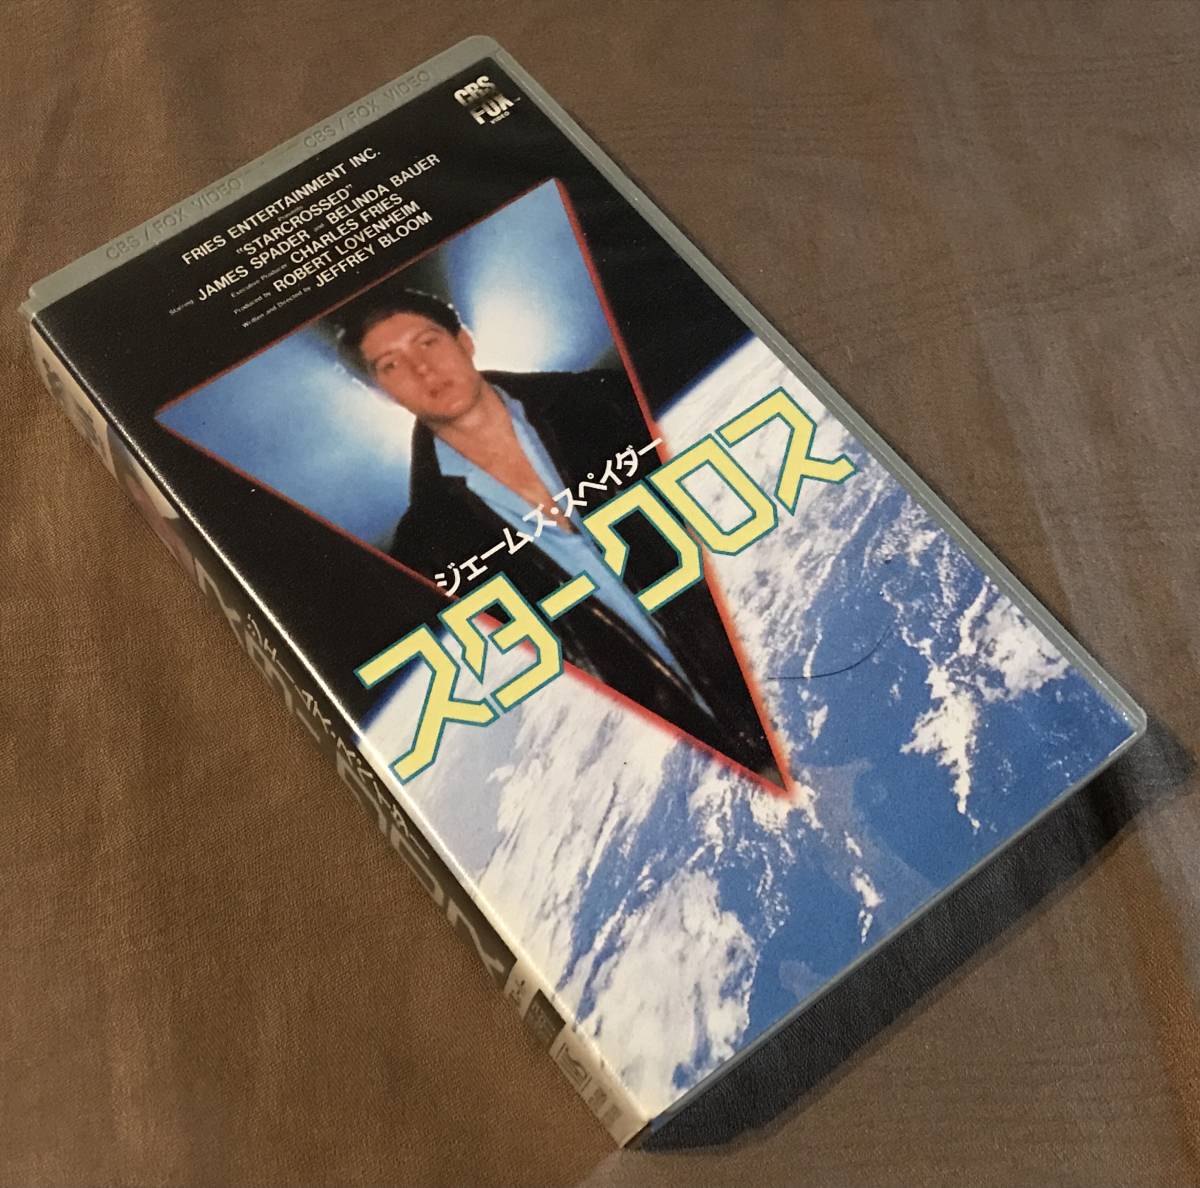 CBS / FOX VIDEO CBS / FOX VIDEO
CBS
FOX
VIDEO
FRIES ENTERTAINMENT INC.
Presents
"STARCROSSED"
Starring JAMES SPADER and BELINDA BAUER
Executive Producer CHARLES FRIES
Produced by ROBERT LOVENHEIM
Written and Directed by JEFFREY BLOOM
ジェームズ・スペイダー
スタークロス